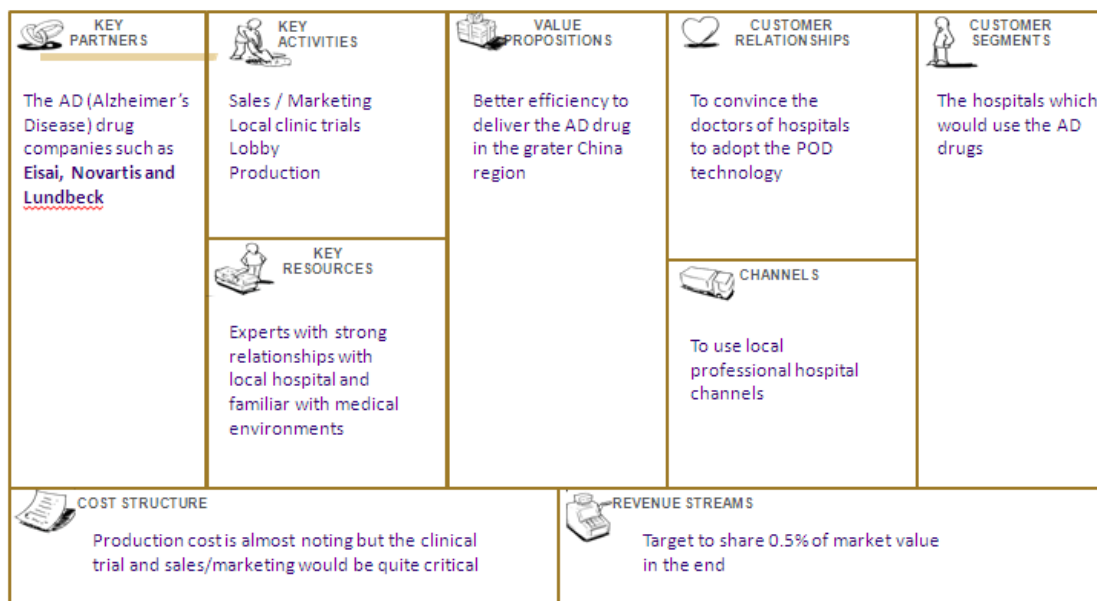 KEY
PARTNERS
The AD (Alzheimer's
Disease) drug
companies such as
Eisai, Novartis and
Lundbeck
KEY
ACTIVITIES
Sales / Marketing
Local clinic trials
Lobby
Production
KEY
RESOURCES
Experts with strong
relationships with
local hospital and
familiar with medical
environments
VALUE
PROPOSITIONS
Better efficiency to
deliver the AD drug
in the grater China
region
CUSTOMER
RELATIONSHIPS
To convince the
doctors of hospitals
to adopt the POD
technology
CHANNELS
To use local
professional hospital
channels
CUSTOMER
SEGMENTS
The hospitals which
would use the AD
drugs
COST STRUCTURE
Production cost is almost noting but the clinical
trial and sales/marketing would be quite critical
REVENUE STREAMS
Target to share 0.5% of market value
in the end